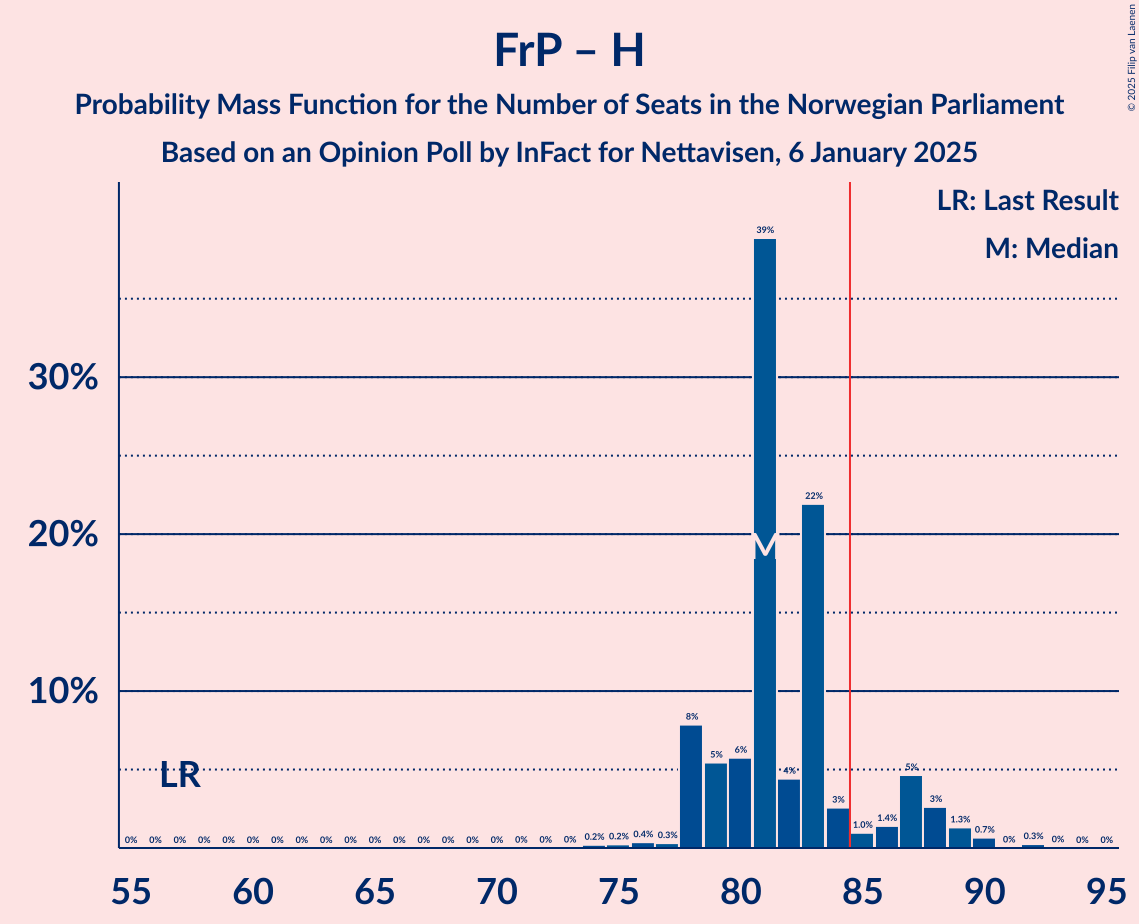 FrP – H
Probability Mass Function for the Number of Seats in the Norwegian Parliament
Based on an Opinion Poll by InFact for Nettavisen, 6 January 2025
© 2025 Filip van Laenen
LR: Last Result
M: Median
30%
20%
10%
LR
M
0% 0% 0% 0% 0% 0% 0% 0% 0% 0% 0% 0% 0% 0% 0% 0% 0% 0% 0% 0.2% 0.2% 0.4% 0.3% 8% 5% 6% 39% 4% 22% 3% 1.0% 1.4% 5% 3% 1.3% 0.7% 0% 0.3% 0% 0% 0%
55 60 65 70 75 80 85 90 95